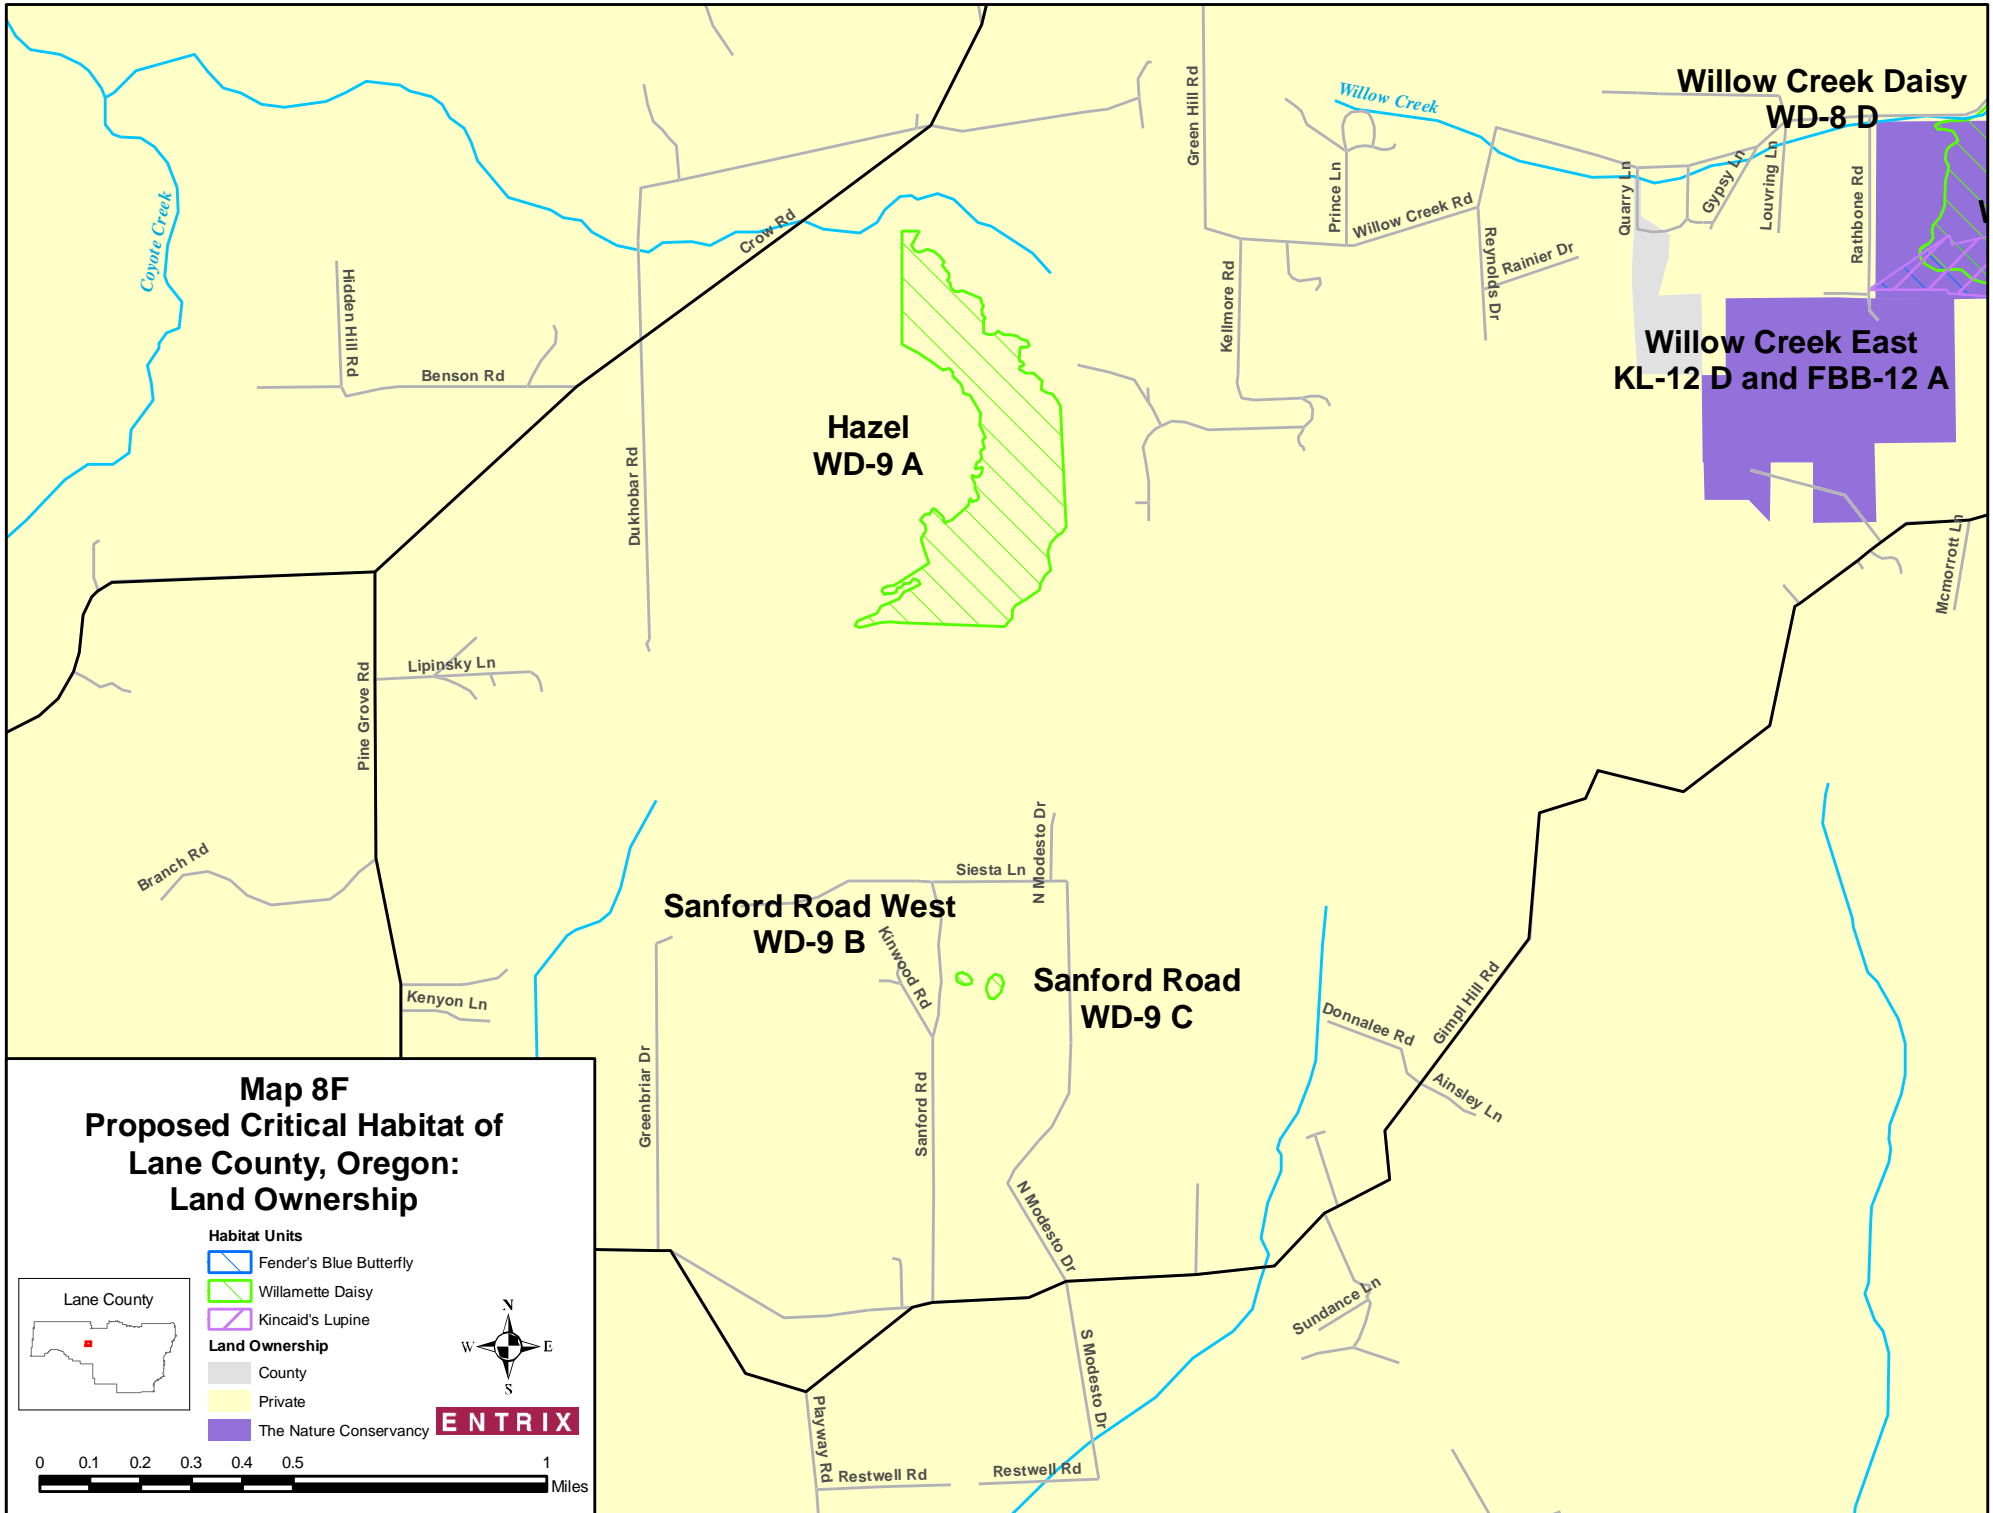 Willow Creek Daisy
WD-8 D
Willow Creek
Green Hill Rd
Prince Ln
Willow Creek Rd
Reynolds Dr
Rainier Dr
Quarry Ln
Gypsy Ln
Louvring Ln
Rathbone Rd
W
Coyote Creek
Crow Rd
Hidden Hill Rd
Benson Rd
Kellmore Rd
Willow Creek East
KL-12 D and FBB-12 A
Hazel
WD-9 A
Dukhobar Rd
Mcmorrott Ln
Pine Grove Rd
Lipinsky Ln
Branch Rd
Siesta Ln
N Modesto Dr
Sanford Road West
WD-9 B
Kinwood Rd
Sanford Road
WD-9 C
Kenyon Ln
Greenbriar Dr
Sanford Rd
Gimpl Hill Rd
Donnalee Rd
Ainsley Ln
N Modesto Dr
Sundance Ln
S Modesto Dr
Playway Rd
Restwell Rd
Restwell Rd
Map 8F
Proposed Critical Habitat of
Lane County, Oregon:
Land Ownership
Habitat Units
Fender's Blue Butterfly
Willamette Daisy
Kincaid's Lupine
Land Ownership
County
Private
The Nature Conservancy
Lane County
N
W
E
S
ENTRIX
0 0.1 0.2 0.3 0.4 0.5 1
Miles